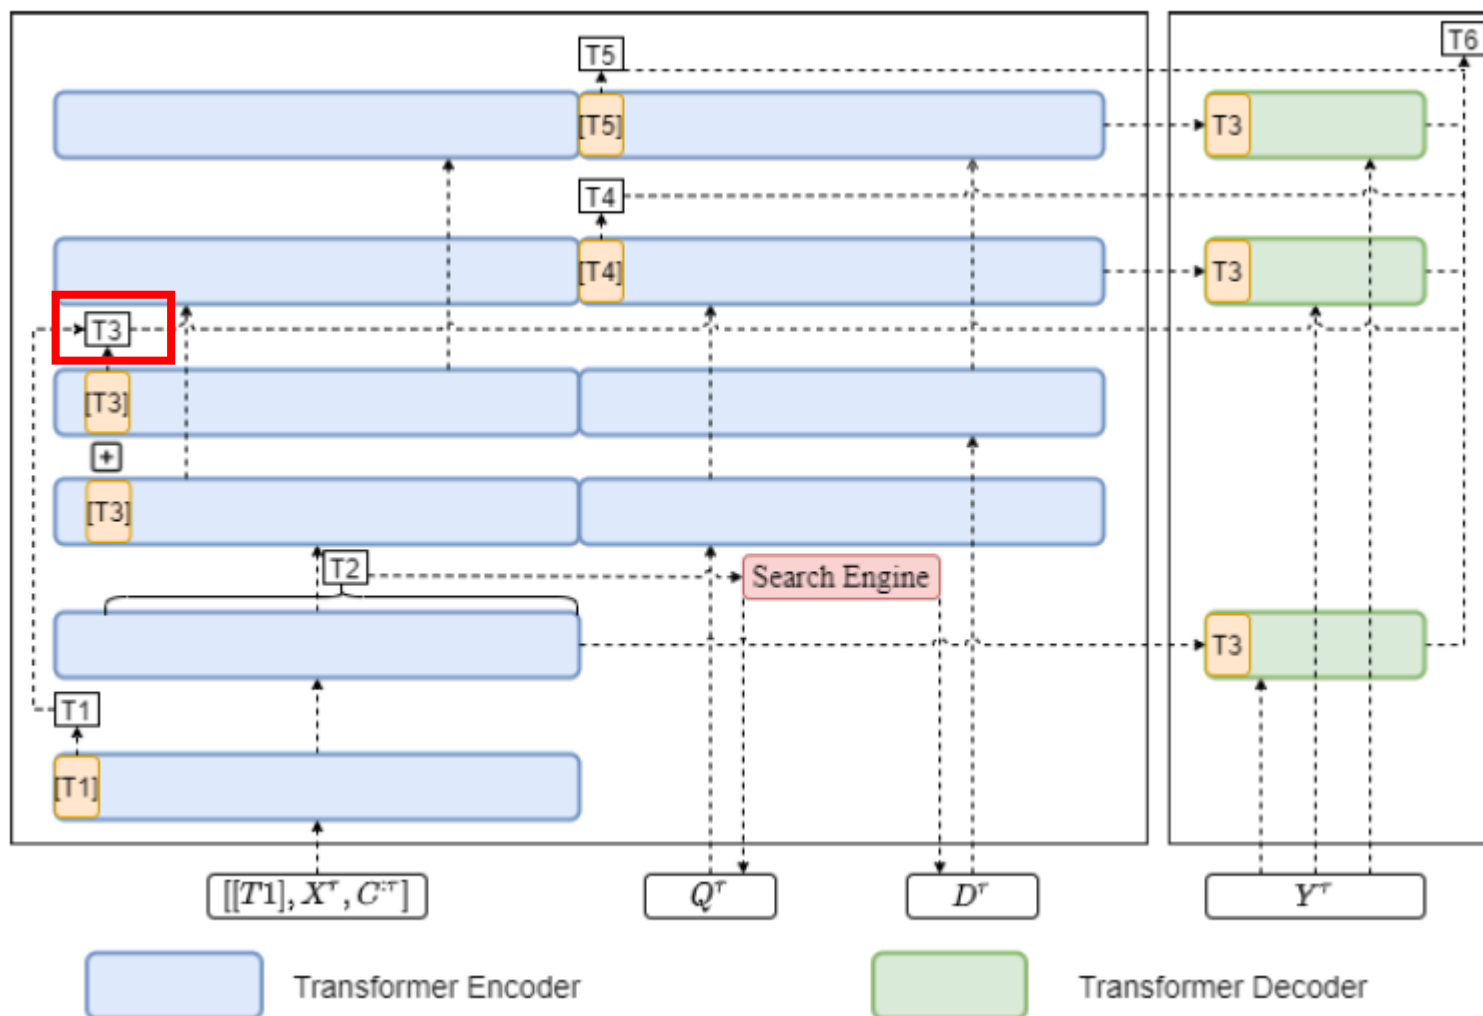 T6
T5
[T5]
T3
T4
[T4]
T3
T3
[T3]
[T3]
T2
Search Engine
T3
T1
[T1]
[[T1], X^τ, C^:τ]
Q^τ
D^τ
Y^τ
Transformer Encoder
Transformer Decoder